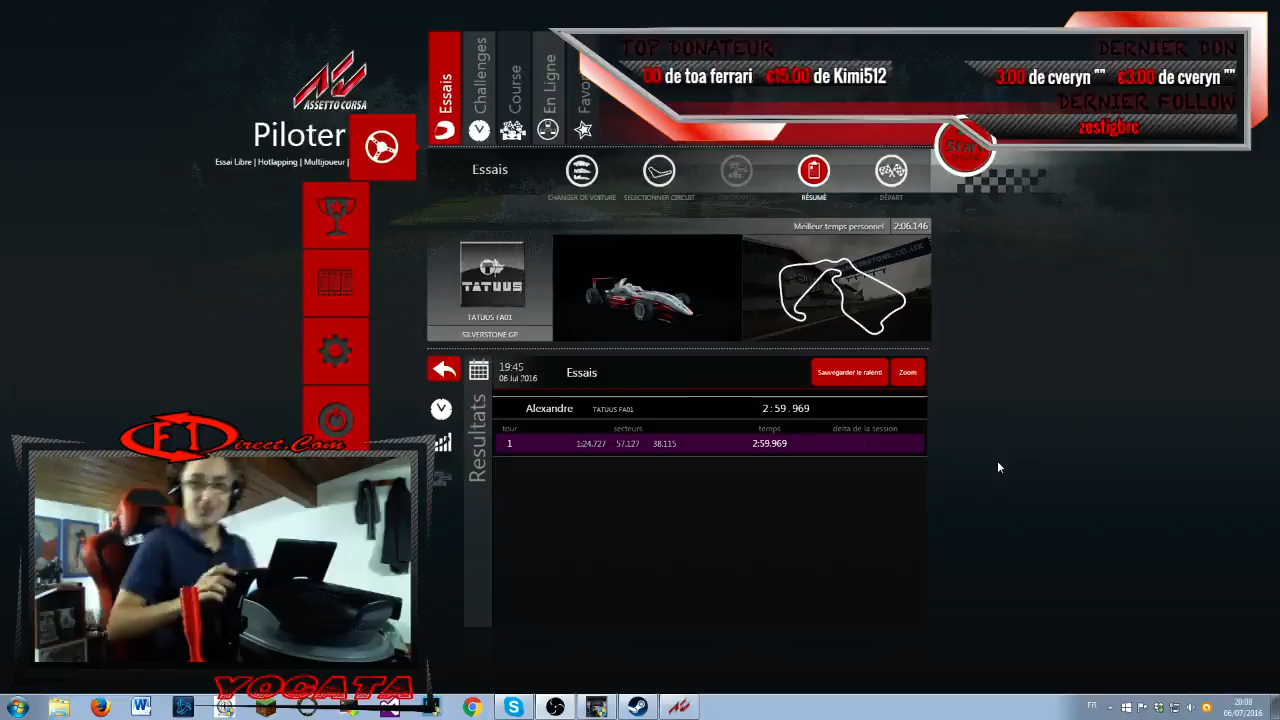 TOP DONATEUR
00 de toa ferrari €15.00 de Kimi512
DERNIER DON
3.00 de cveryn "" €3.00 de cveryn ""
DERNIER FOLLOW
zestigbrc
ASSETTO CORSA
Piloter
Essai Libre | Hotlapping | Multijoueur |
Essais
Challenges
Course
En Ligne
Favo
Start
Essais
CHANGER DE VOITURE
SELECTIONNER CIRCUIT
RÉSUMÉ
DÉPART
Meilleur temps personnel 2:06.146
TATUUS
TATUUS FA01
SILVERSTONE GP
19:45
06 Jul 2016
Essais
Sauvegarder le ralenti
Zoom
Résultats
Alexandre TATUUS FA01 2:59.969
tour secteurs temps delta de la session
1 1:24.727 57.127 38.115 2:59.969
F1Direct.Com
YOGATA
FR
20:08
06/07/2016